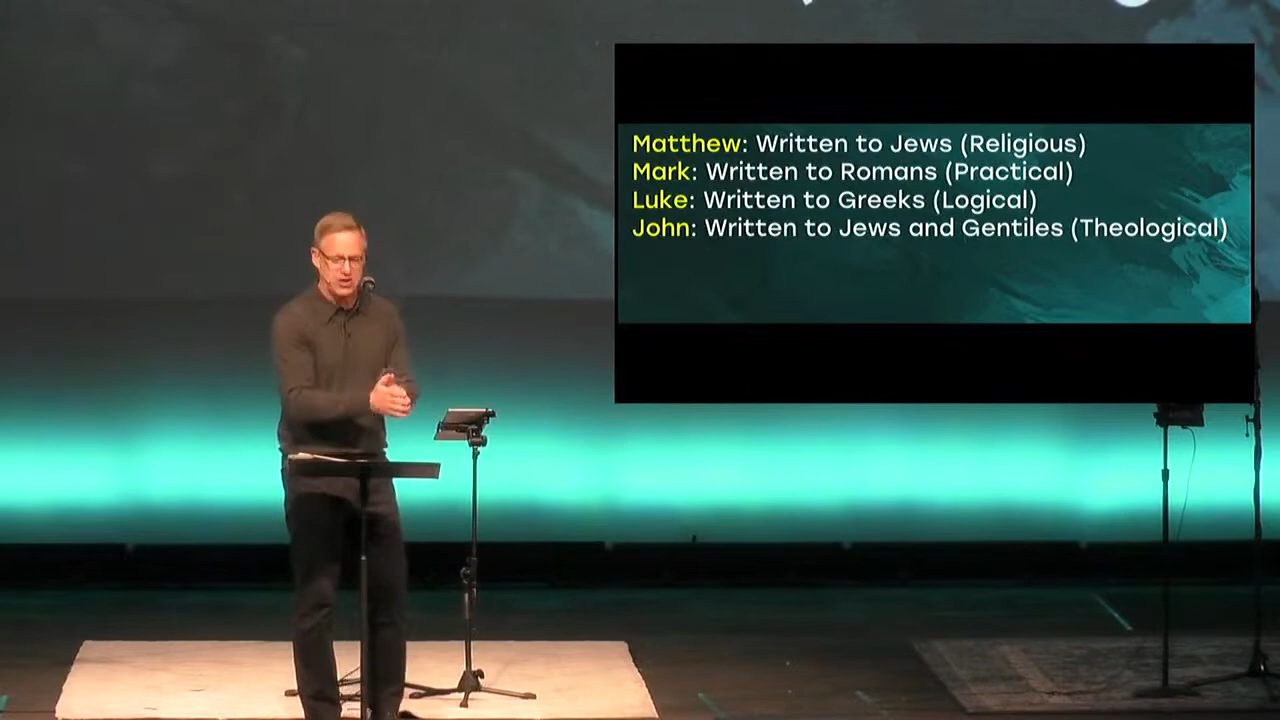 Matthew: Written to Jews (Religious)
Mark: Written to Romans (Practical)
Luke: Written to Greeks (Logical)
John: Written to Jews and Gentiles (Theological)